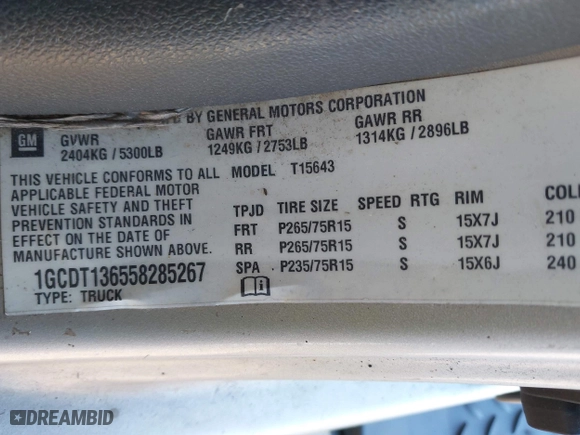 D BY GENERAL MOTORS CORPORATION
GM GVWR GAWR FRT GAWR RR
2404KG / 5300LB 1249KG / 2753LB 1314KG / 2896LB
THIS VEHICLE CONFORMS TO ALL MODEL T15643
APPLICABLE FEDERAL MOTOR
VEHICLE SAFETY AND THEFT
PREVENTION STANDARDS IN
EFFECT ON THE DATE OF
MANUFACTURE SHOWN ABOVE.
TPJD TIRE SIZE SPEED RTG RIM COL
FRT P265/75R15 S 15X7J 210
RR P265/75R15 S 15X7J 210
SPA P235/75R15 S 15X6J 240
1GCDT136558285267
TYPE: TRUCK
DREAMBID